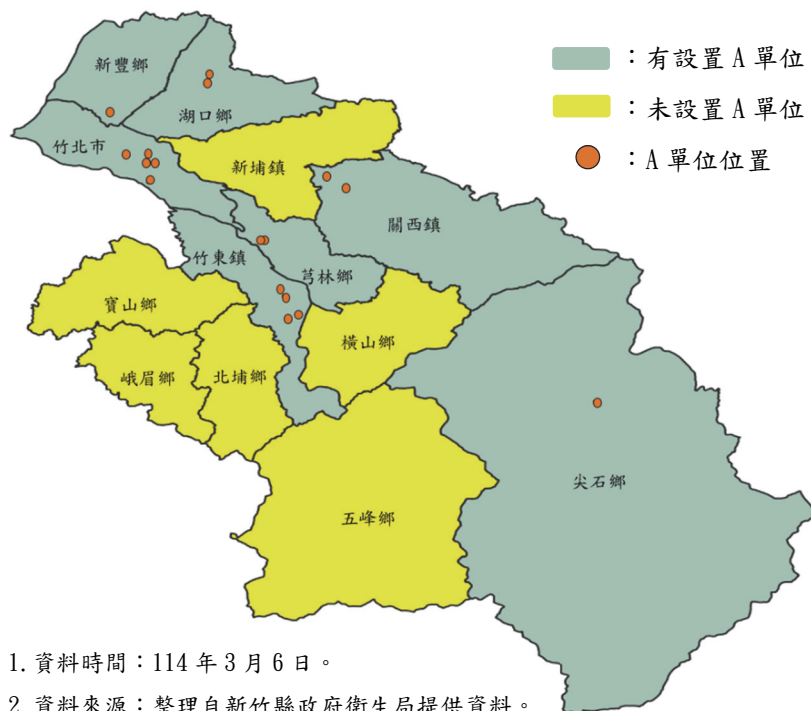 ：有設置 A 單位
：未設置 A 單位
：A 單位位置
新豐鄉
湖口鄉
竹北市
新埔鎮
關西鎮
竹東鎮
芎林鄉
寶山鄉
橫山鄉
峨眉鄉
北埔鄉
尖石鄉
五峰鄉
1. 資料時間：114 年 3 月 6 日。
2. 資料來源：整理自新竹縣政府衛生局提供資料。